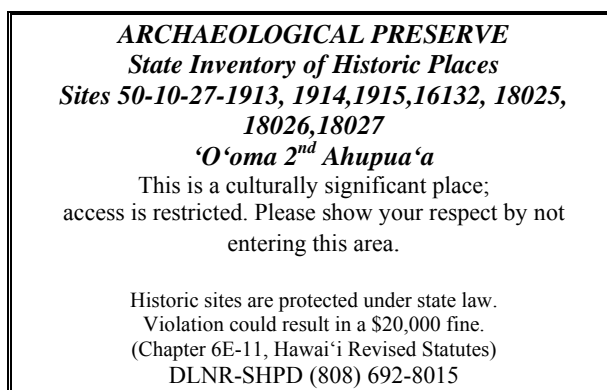 ARCHAEOLOGICAL PRESERVE
State Inventory of Historic Places
Sites 50-10-27-1913, 1914,1915,16132, 18025,
18026,18027
‘O‘oma 2nd Ahupua‘a
This is a culturally significant place;
access is restricted. Please show your respect by not
entering this area.
Historic sites are protected under state law.
Violation could result in a $20,000 fine.
(Chapter 6E-11, Hawai‘i Revised Statutes)
DLNR-SHPD (808) 692-8015